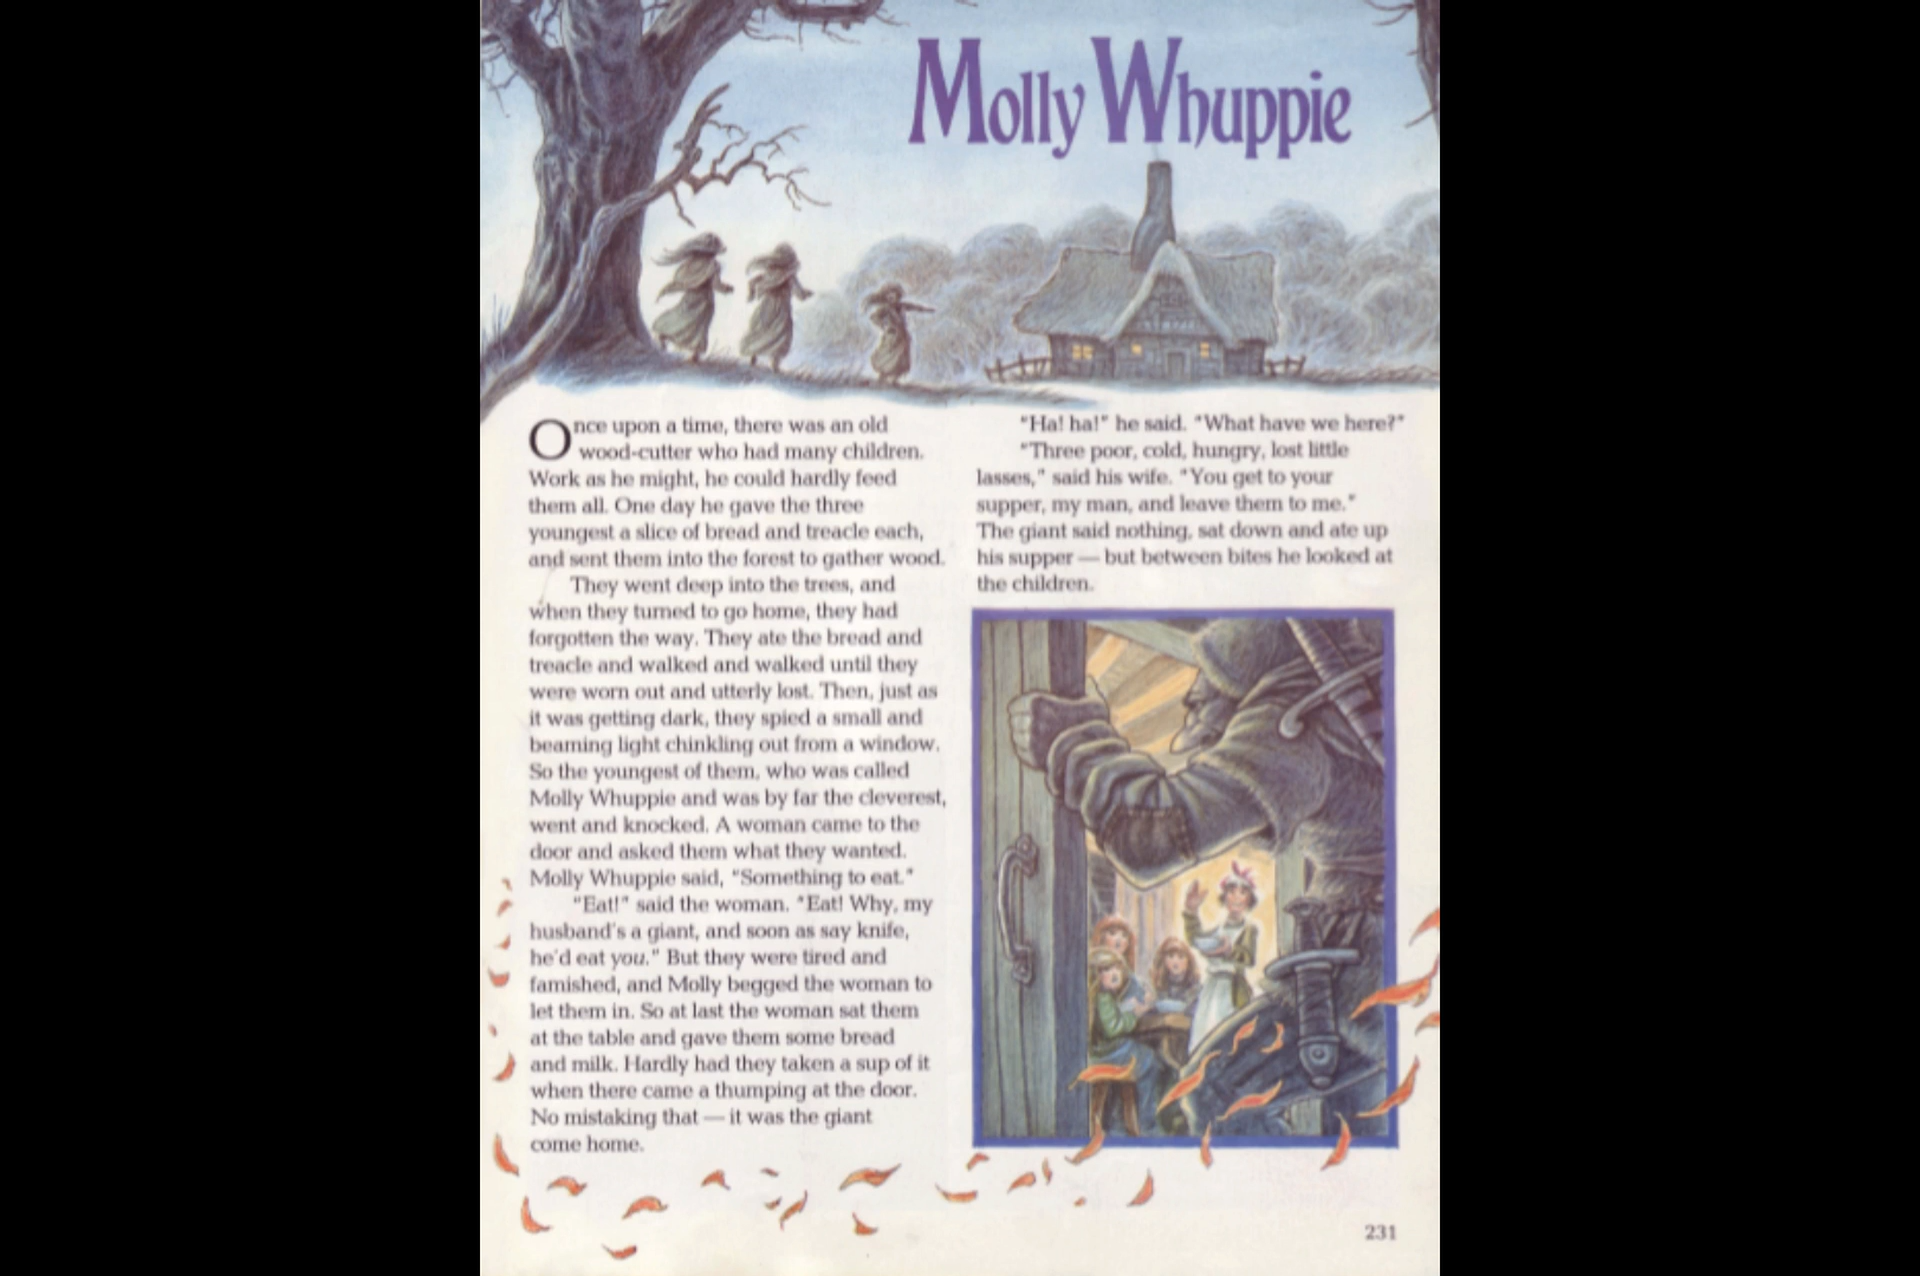 Molly Whuppie
Once upon a time, there was an old
wood-cutter who had many children.
Work as he might, he could hardly feed
them all. One day he gave the three
youngest a slice of bread and treacle each,
and sent them into the forest to gather wood.
They went deep into the trees, and
when they turned to go home, they had
forgotten the way. They ate the bread and
treacle and walked and walked until they
were worn out and utterly lost. Then, just as
it was getting dark, they spied a small and
beaming light chinkling out from a window.
So the youngest of them, who was called
Molly Whuppie and was by far the cleverest,
went and knocked. A woman came to the
door and asked them what they wanted.
Molly Whuppie said, "Something to eat."
"Eat!" said the woman. "Eat! Why, my
husband's a giant, and soon as say knife,
he'd eat you." But they were tired and
famished, and Molly begged the woman to
let them in. So at last the woman sat them
at the table and gave them some bread
and milk. Hardly had they taken a sup of it
when there came a thumping at the door.
No mistaking that — it was the giant
come home.
"Ha! ha!" he said. "What have we here?"
"Three poor, cold, hungry, lost little
lasses," said his wife. "You get to your
supper, my man, and leave them to me."
The giant said nothing, sat down and ate up
his supper — but between bites he looked at
the children.
231